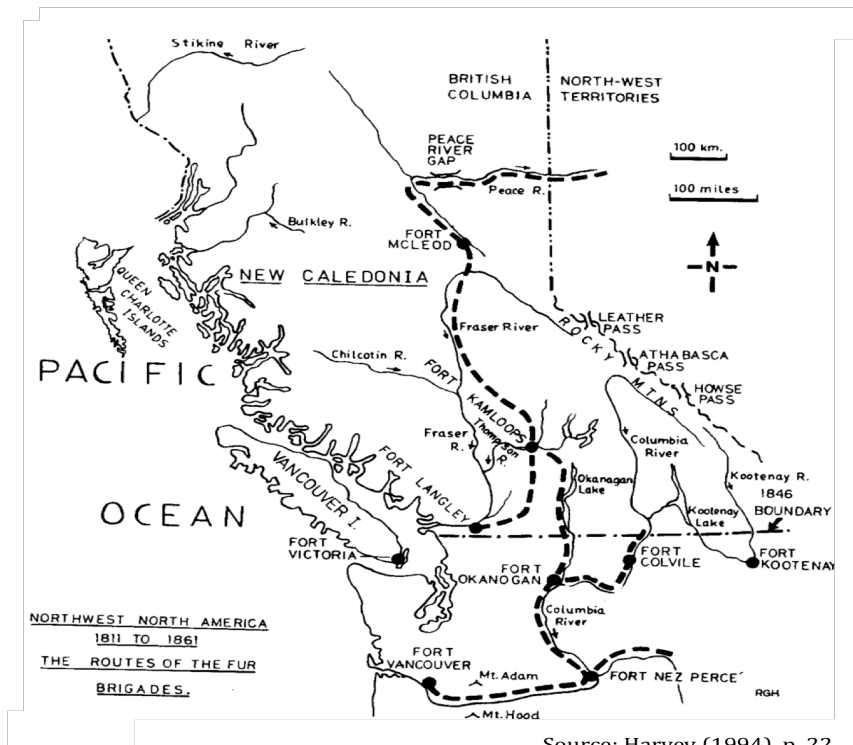 Stikine River
BRITISH
COLUMBIA
NORTH-WEST
TERRITORIES
PEACE
RIVER
GAP
100 km.
100 miles
Peace R.
Bulkley R.
FORT
MCLEOD
N
NEW CALEDONIA
QUEEN
CHARLOTTE
ISLANDS
Fraser River
ROCKY
MTNS
LEATHER
PASS
ATHABASCA
PASS
HOWSE
PASS
Chilcotin R.
PACIFIC
FORT
KAMLOOPS
Thompson
R.
Fraser
R.
Columbia
River
Kootenay R.
1846
BOUNDARY
FORT LANGLEY
VANCOUVER I.
Okanagan
Lake
Kootenay
Lake
OCEAN
FORT
VICTORIA
FORT
OKANOGAN
FORT
COLVILE
FORT
KOOTENAY
Columbia
River
NORTHWEST NORTH AMERICA
1811 TO 1861
THE ROUTES OF THE FUR
BRIGADES.
FORT
VANCOUVER
Mt. Adam
FORT NEZ PERCE´
RGH
Mt. Hood
Source: Harvey (1994), p. 22